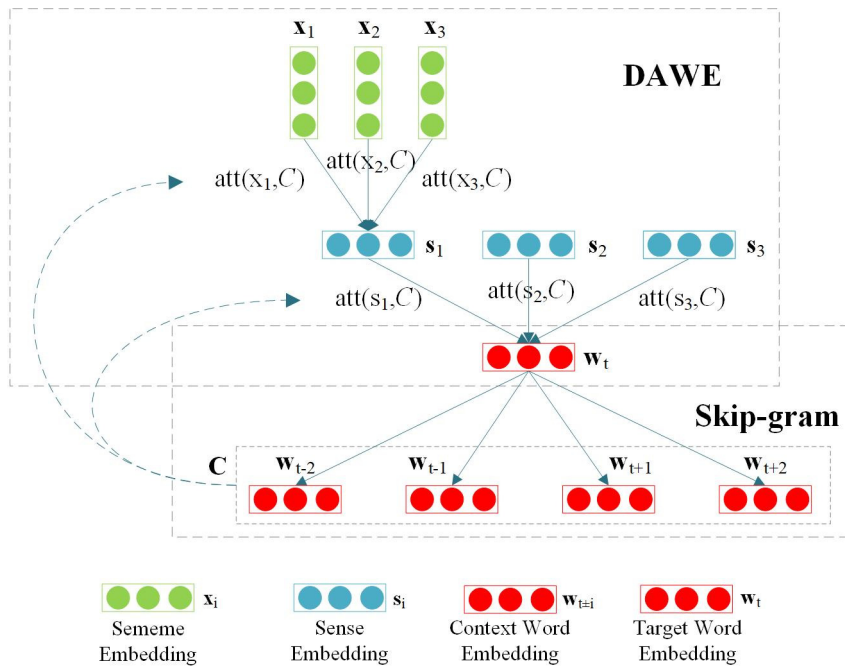 x₁ x₂ x₃
DAWE
att(x₂,C)
att(x₁,C) att(x₃,C)
s₁ s₂ s₃
att(s₁,C) att(s₂,C) att(s₃,C)
wₜ
Skip-gram
C wt-2 wt-1 wt+1 wt+2
xᵢ sᵢ wt±i wₜ
Sememe Sense Context Word Target Word
Embedding Embedding Embedding Embedding